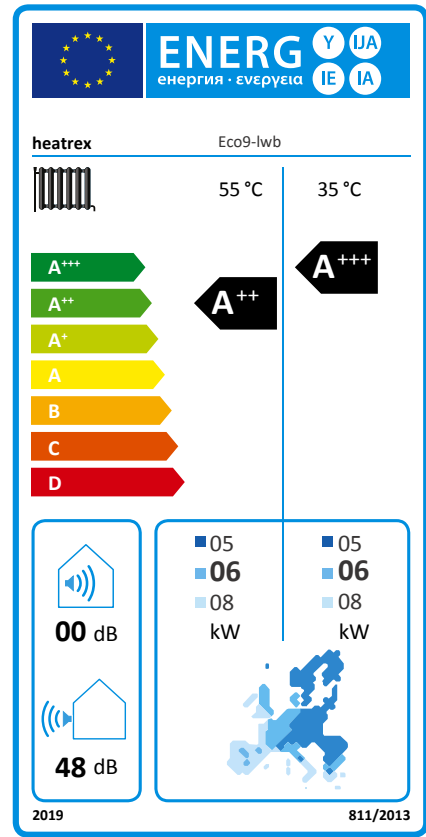 ENERG Y IJA
енергия · ενεργεια IE IA
heatrex Eco9-lwb
55 °C 35 °C
A+++ A+++
A++ A++
A+
A
B
C
D
05 05
06 06
08 08
kW kW
00 dB
48 dB
2019 811/2013